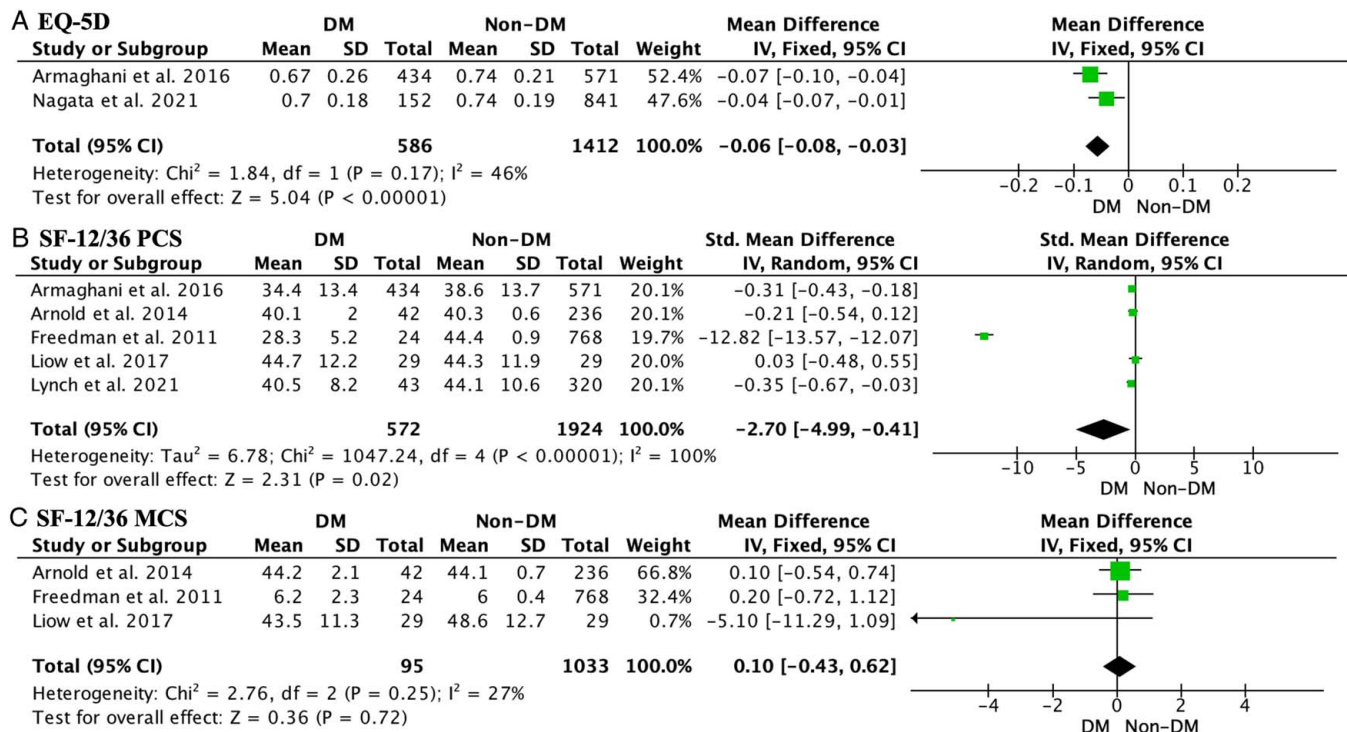 A EQ-5D DM Non-DM Mean Difference Mean Difference
Study or Subgroup Mean SD Total Mean SD Total Weight IV, Fixed, 95% CI IV, Fixed, 95% CI
Armaghani et al. 2016 0.67 0.26 434 0.74 0.21 571 52.4% −0.07 [−0.10, −0.04]
Nagata et al. 2021 0.7 0.18 152 0.74 0.19 841 47.6% −0.04 [−0.07, −0.01]
Total (95% CI) 586 1412 100.0% −0.06 [−0.08, −0.03]
Heterogeneity: Chi² = 1.84, df = 1 (P = 0.17); I² = 46%
Test for overall effect: Z = 5.04 (P < 0.00001)
−0.2 −0.1 0 0.1 0.2
DM Non-DM
B SF-12/36 PCS DM Non-DM Std. Mean Difference Std. Mean Difference
Study or Subgroup Mean SD Total Mean SD Total Weight IV, Random, 95% CI IV, Random, 95% CI
Armaghani et al. 2016 34.4 13.4 434 38.6 13.7 571 20.1% −0.31 [−0.43, −0.18]
Arnold et al. 2014 40.1 2 42 40.3 0.6 236 20.1% −0.21 [−0.54, 0.12]
Freedman et al. 2011 28.3 5.2 24 44.4 0.9 768 19.7% −12.82 [−13.57, −12.07]
Liow et al. 2017 44.7 12.2 29 44.3 11.9 29 20.0% 0.03 [−0.48, 0.55]
Lynch et al. 2021 40.5 8.2 43 44.1 10.6 320 20.1% −0.35 [−0.67, −0.03]
Total (95% CI) 572 1924 100.0% −2.70 [−4.99, −0.41]
Heterogeneity: Tau² = 6.78; Chi² = 1047.24, df = 4 (P < 0.00001); I² = 100%
Test for overall effect: Z = 2.31 (P = 0.02)
−10 −5 0 5 10
DM Non-DM
C SF-12/36 MCS DM Non-DM Mean Difference Mean Difference
Study or Subgroup Mean SD Total Mean SD Total Weight IV, Fixed, 95% CI IV, Fixed, 95% CI
Arnold et al. 2014 44.2 2.1 42 44.1 0.7 236 66.8% 0.10 [−0.54, 0.74]
Freedman et al. 2011 6.2 2.3 24 6 0.4 768 32.4% 0.20 [−0.72, 1.12]
Liow et al. 2017 43.5 11.3 29 48.6 12.7 29 0.7% −5.10 [−11.29, 1.09]
Total (95% CI) 95 1033 100.0% 0.10 [−0.43, 0.62]
Heterogeneity: Chi² = 2.76, df = 2 (P = 0.25); I² = 27%
Test for overall effect: Z = 0.36 (P = 0.72)
−4 −2 0 2 4
DM Non-DM